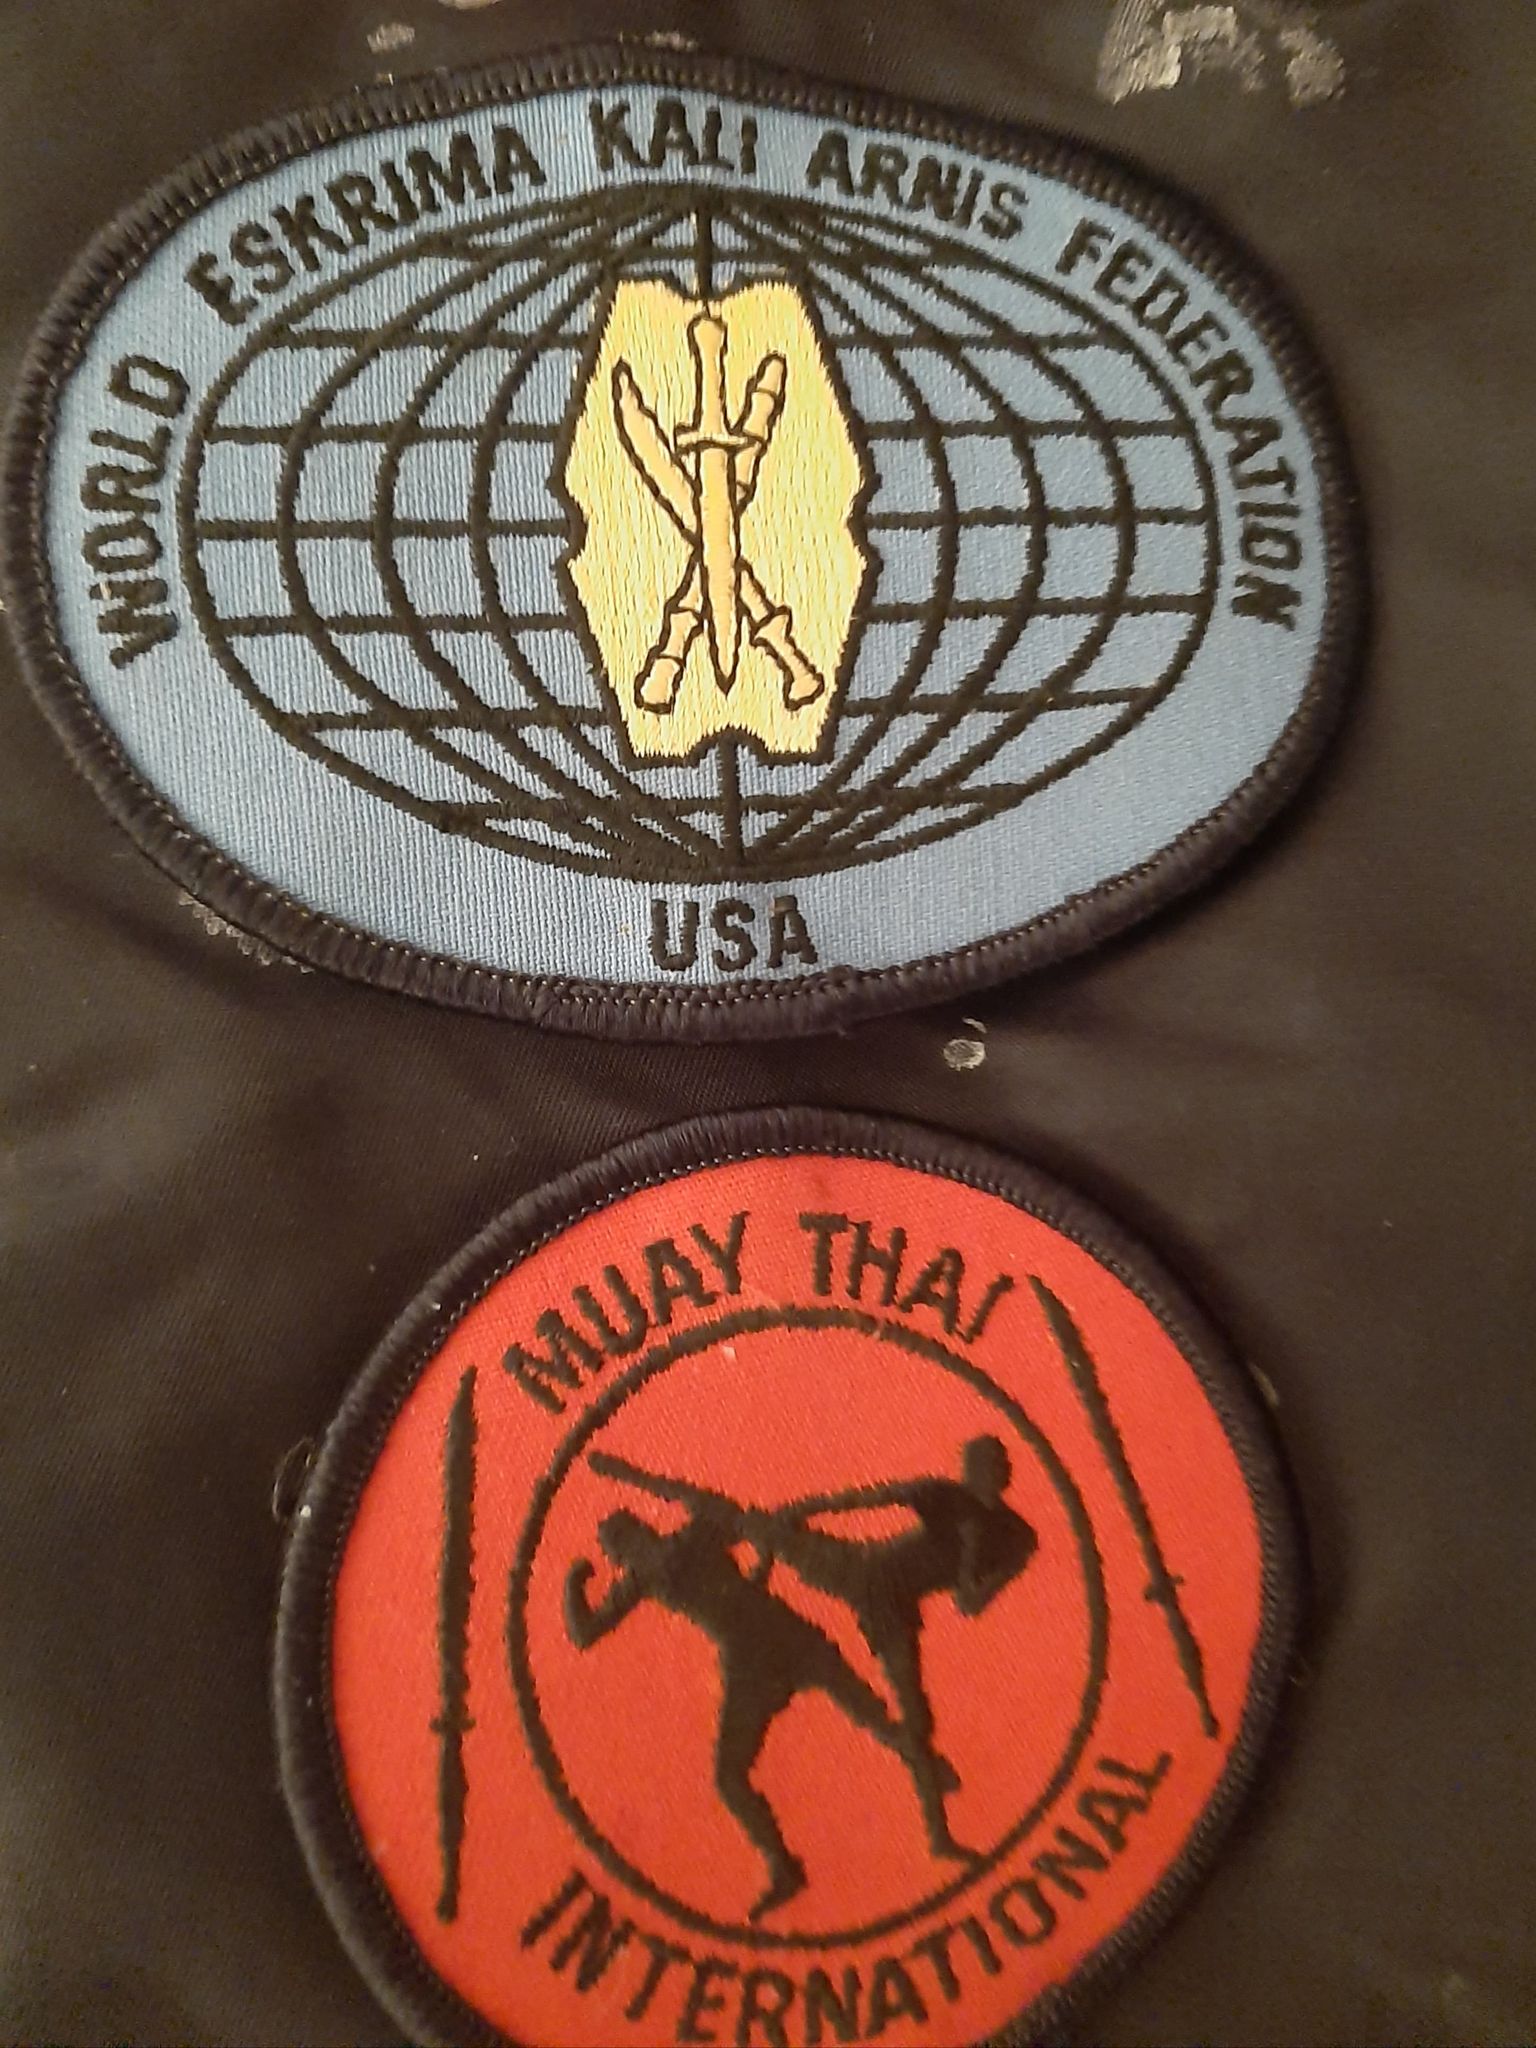 WORLD ESKRIMA KALI ARNIS FEDERATION
USA
MUAY THAI
INTERNATIONAL